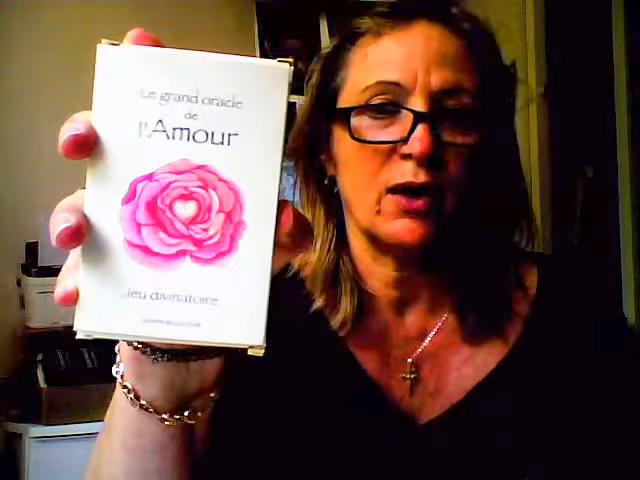 Le grand oracle
de
l'Amour
Jeu divinatoire